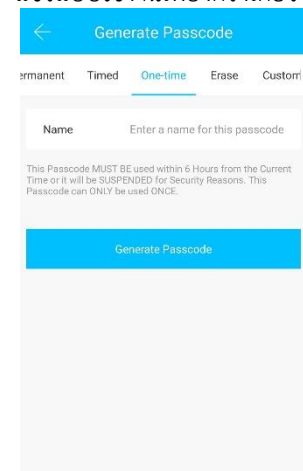 Generate Passcode
ermanent Timed One-time Erase Custom
Name Enter a name for this passcode
This Passcode MUST BE used within 6 Hours from the Current
Time or it will be SUSPENDED for Security Reasons. This
Passcode can ONLY be used ONCE.
Generate Passcode